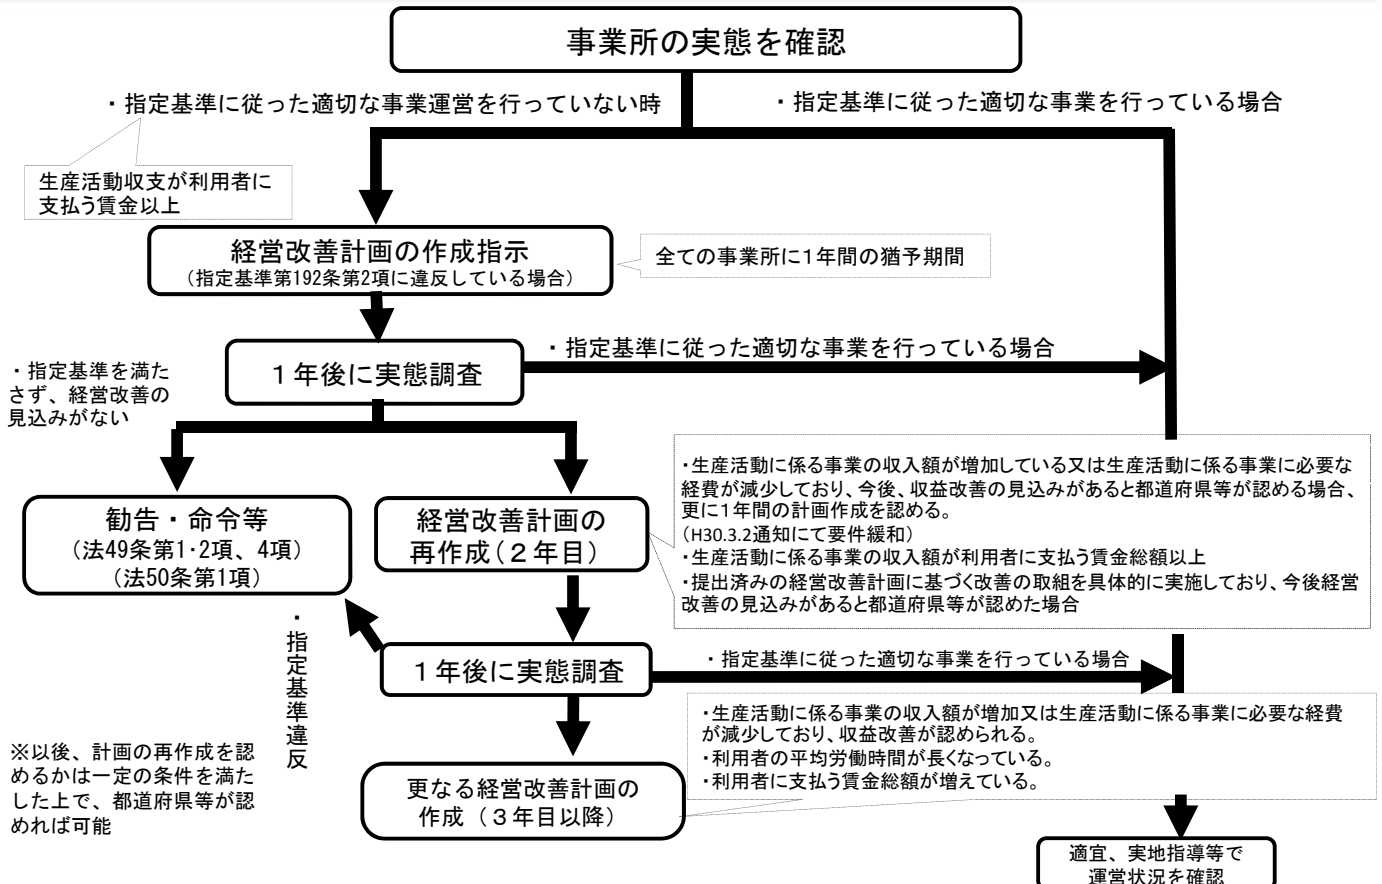 事業所の実態を確認
・指定基準に従った適切な事業運営を行っていない時
・指定基準に従った適切な事業を行っている場合
生産活動収支が利用者に
支払う賃金以上
経営改善計画の作成指示
（指定基準第192条第2項に違反している場合）
全ての事業所に1年間の猶予期間
１年後に実態調査
・指定基準に従った適切な事業を行っている場合
・指定基準を満た
さず、経営改善の
見込みがない
勧告・命令等
（法49条第1･2項、4項）
（法50条第1項）
経営改善計画の
再作成（２年目）
・生産活動に係る事業の収入額が増加している又は生産活動に係る事業に必要な
経費が減少しており、今後、収益改善の見込みがあると都道府県等が認める場合、
更に1年間の計画作成を認める。
（H30.3.2通知にて要件緩和）
・生産活動に係る事業の収入額が利用者に支払う賃金総額以上
・提出済みの経営改善計画に基づく改善の取組を具体的に実施しており、今後経営
改善の見込みがあると都道府県等が認めた場合
・指定基準違反
１年後に実態調査
・指定基準に従った適切な事業を行っている場合
・生産活動に係る事業の収入額が増加又は生産活動に係る事業に必要な経費
が減少しており、収益改善が認められる。
・利用者の平均労働時間が長くなっている。
・利用者に支払う賃金総額が増えている。
※以後、計画の再作成を認
めるかは一定の条件を満た
した上で、都道府県等が認
めれば可能
更なる経営改善計画の
作成（３年目以降）
適宜、実地指導等で
運営状況を確認